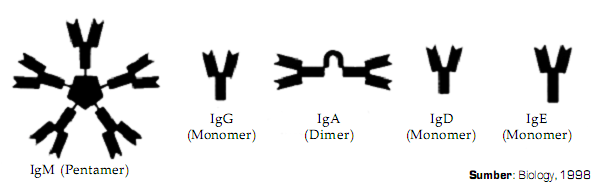 IgM (Pentamer)
IgG
(Monomer)
IgA
(Dimer)
IgD
(Monomer)
IgE
(Monomer)
Sumber: Biology, 1998